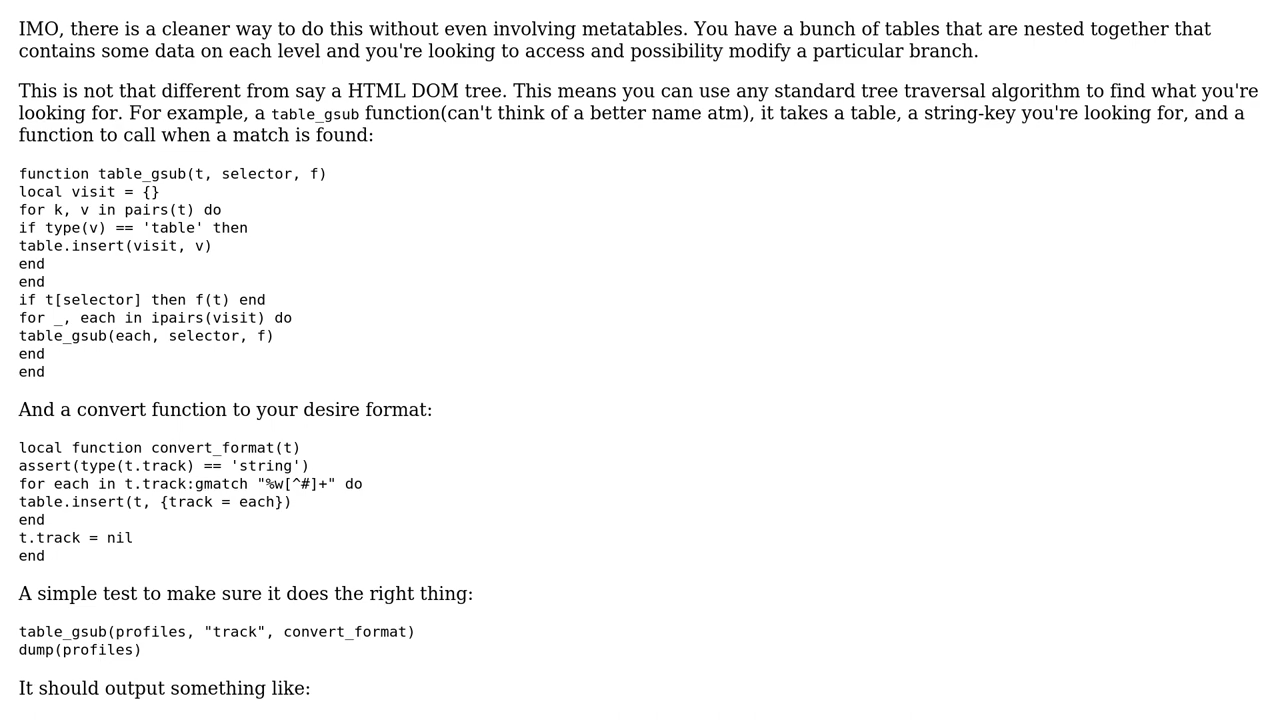 IMO, there is a cleaner way to do this without even involving metatables. You have a bunch of tables that are nested together that
contains some data on each level and you're looking to access and possibility modify a particular branch.
This is not that different from say a HTML DOM tree. This means you can use any standard tree traversal algorithm to find what you're
looking for. For example, a table_gsub function(can't think of a better name atm), it takes a table, a string-key you're looking for, and a
function to call when a match is found:
function table_gsub(t, selector, f)
local visit = {}
for k, v in pairs(t) do
if type(v) == 'table' then
table.insert(visit, v)
end
end
if t[selector] then f(t) end
for _, each in ipairs(visit) do
table_gsub(each, selector, f)
end
end
And a convert function to your desire format:
local function convert_format(t)
assert(type(t.track) == 'string')
for each in t.track:gmatch "%w[^#]+" do
table.insert(t, {track = each})
end
t.track = nil
end
A simple test to make sure it does the right thing:
table_gsub(profiles, "track", convert_format)
dump(profiles)
It should output something like: